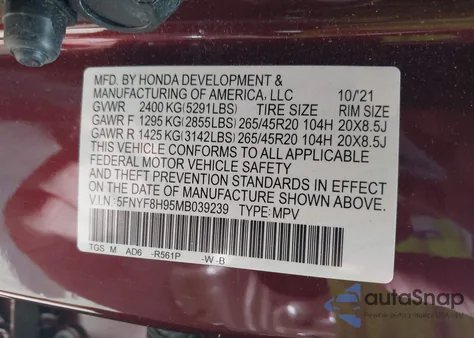 MFD. BY HONDA DEVELOPMENT &
MANUFACTURING OF AMERICA, LLC 10/'21
GVWR 2400 KG(5291LBS) TIRE SIZE RIM SIZE
GAWR F 1295 KG(2855LBS) 265/45R20 104H 20X8.5J
GAWR R 1425 KG(3142LBS) 265/45R20 104H 20X8.5J
THIS VEHICLE CONFORMS TO ALL APPLICABLE
FEDERAL MOTOR VEHICLE SAFETY
AND THEFT PREVENTION STANDARDS IN EFFECT
ON THE DATE OF MANUFACTURE SHOWN ABOVE.
V.I.N.:5FNYF8H95MB039239 TYPE:MPV
TGS M AD6 -R561P -W-B
autoSnap